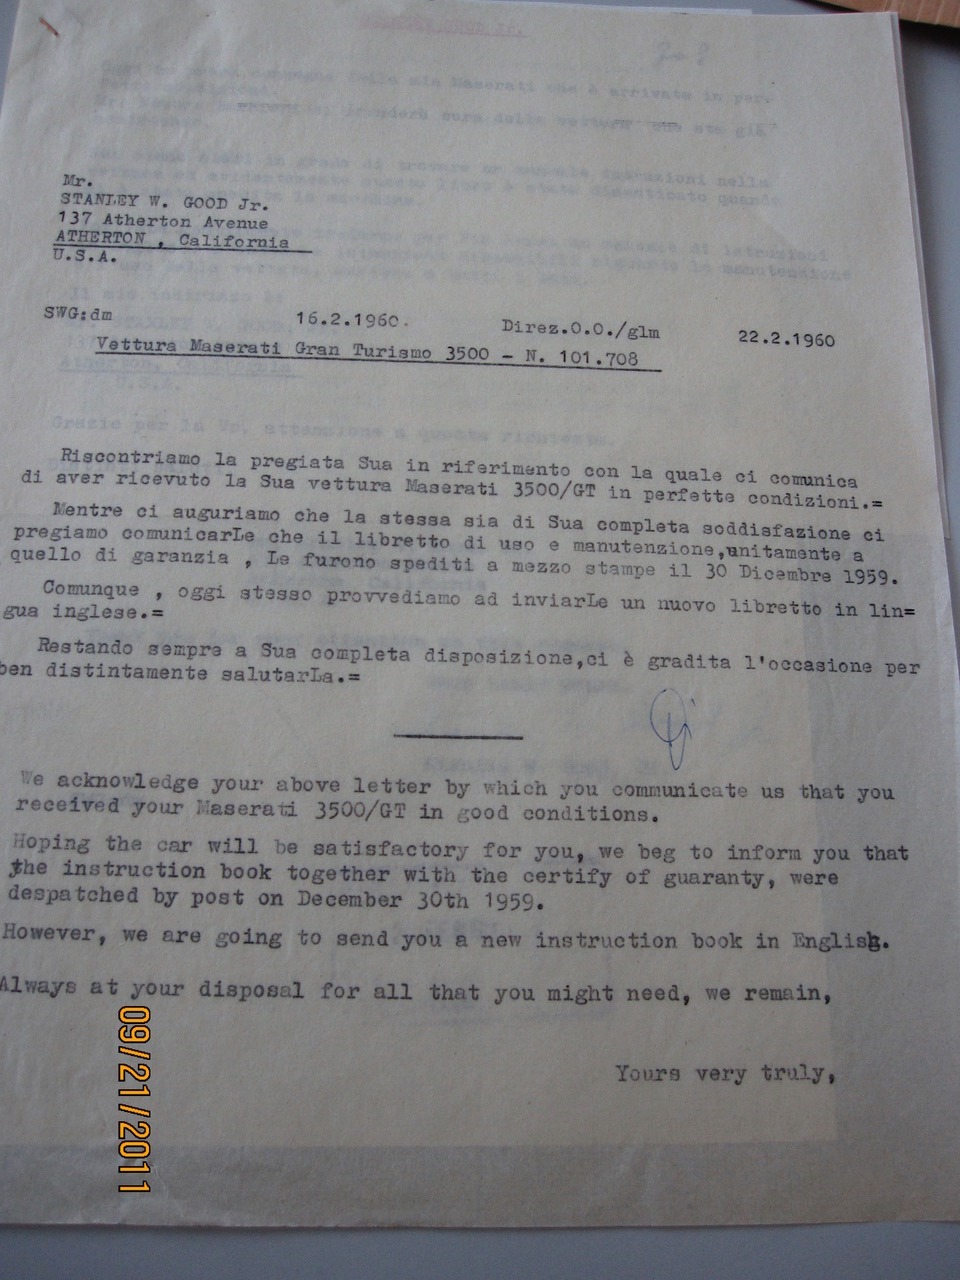 Mr.
STANLEY W. GOOD Jr.
137 Atherton Avenue
ATHERTON , California
U.S.A.
SWG:dm 16.2.1960. Direz.O.O./glm 22.2.1960
Vettura Maserati Gran Turismo 3500 - N. 101.708
Grazie per la Vs. attenzione a questa richiesta.
Riscontriamo la pregiata Sua in riferimento con la quale ci comunica
di aver ricevuto la Sua vettura Maserati 3500/GT in perfette condizioni.=
Mentre ci auguriamo che la stessa sia di Sua completa soddisfazione ci
pregiamo comunicarLe che il libretto di uso e manutenzione,unitamente a
quello di garanzia , Le furono spediti a mezzo stampe il 30 Dicembre 1959.
Comunque , oggi stesso provvediamo ad inviarLe un nuovo libretto in lin=
gua inglese.=
Restando sempre a Sua completa disposizione,ci è gradita l'occasione per
ben distintamente salutarLa.=
We acknowledge your above letter by which you communicate us that you
received your Maserati 3500/GT in good conditions.
Hoping the car will be satisfactory for you, we beg to inform you that
the instruction book together with the certify of guaranty, were
despatched by post on December 30th 1959.
However, we are going to send you a new instruction book in English.
Always at your disposal for all that you might need, we remain,
Yours very truly,
09/21/2011